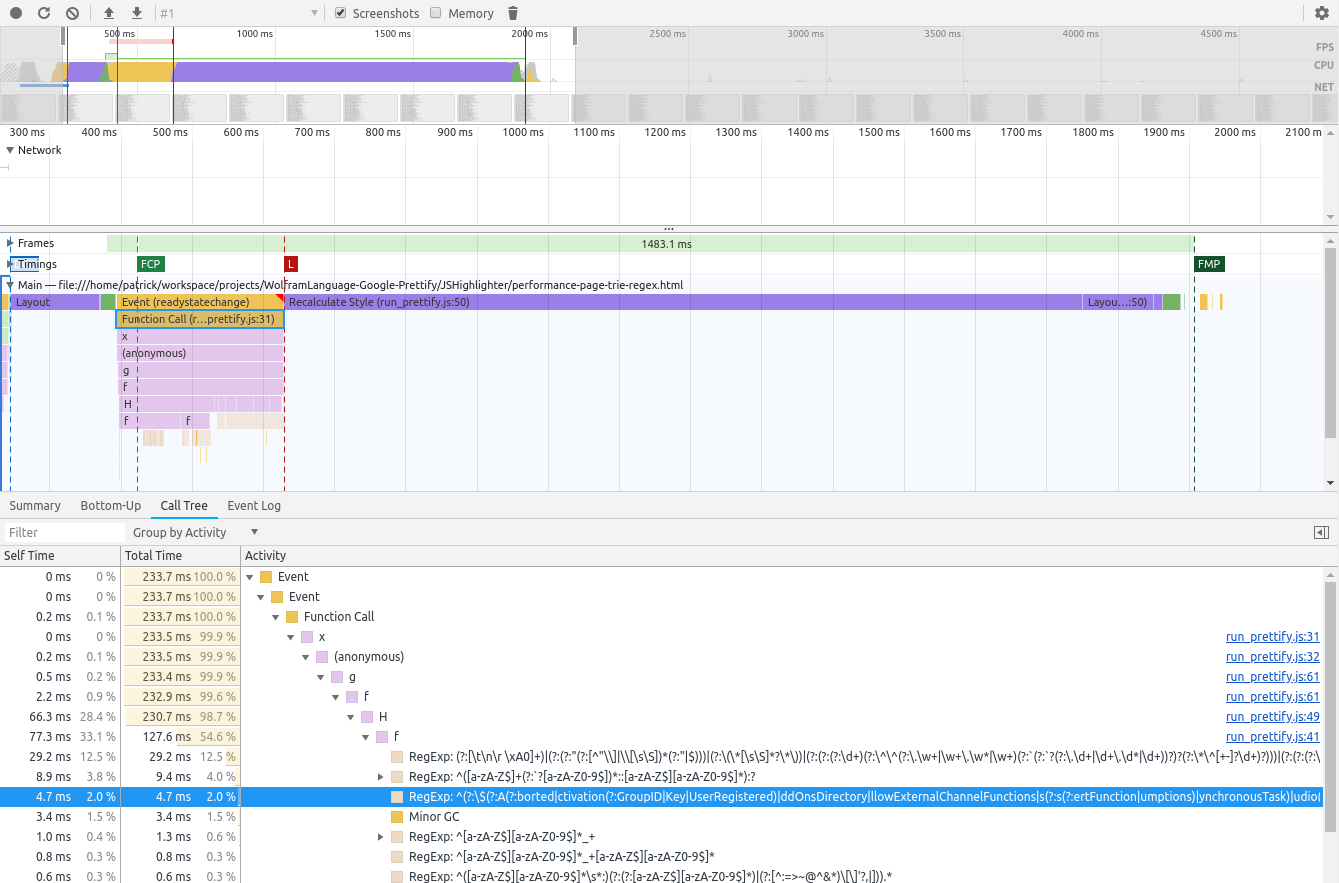 #1 Screenshots Memory
500 ms 1000 ms 1500 ms 2000 ms 2500 ms 3000 ms 3500 ms 4000 ms 4500 ms
FPS
CPU
NET
300 ms 400 ms 500 ms 600 ms 700 ms 800 ms 900 ms 1000 ms 1100 ms 1200 ms 1300 ms 1400 ms 1500 ms 1600 ms 1700 ms 1800 ms 1900 ms 2000 ms 2100 m
Network
Frames 1483.1 ms
Timings FCP L FMP
Main — file:///home/patrick/workspace/projects/WolframLanguage-Google-Prettify/JSHighlighter/performance-page-trie-regex.html
Layout Event (readystatechange) Recalculate Style (run_prettify.js:50) Layou…:50)
Function Call (r…prettify.js:31)
x
(anonymous)
g
f
H
f f
Summary Bottom-Up Call Tree Event Log
Filter Group by Activity
Self Time Total Time Activity
0 ms 0 % 233.7 ms 100.0 % Event
0 ms 0 % 233.7 ms 100.0 % Event
0.2 ms 0.1 % 233.7 ms 100.0 % Function Call
0 ms 0 % 233.5 ms 99.9 % x run_prettify.js:31
0.2 ms 0.1 % 233.5 ms 99.9 % (anonymous) run_prettify.js:32
0.5 ms 0.2 % 233.4 ms 99.9 % g run_prettify.js:61
2.2 ms 0.9 % 232.9 ms 99.6 % f run_prettify.js:61
66.3 ms 28.4 % 230.7 ms 98.7 % H run_prettify.js:49
77.3 ms 33.1 % 127.6 ms 54.6 % f run_prettify.js:41
29.2 ms 12.5 % 29.2 ms 12.5 % RegExp: (?:[\t\n\r \xA0]+)|(?:(?:"(?:[^"\\]|\\[\s\S])*(?:"|$)))|(?:\(\*[\s\S]*?\*\))|(?:(?:(?:\d+)(?:\^\^(?:\.\w+|\w+\.\w*|\w+)(?:`(?:`?(?:\.\d+|\d+\.\d*|\d+))?)?(?:\*\^[+-]?\d+)?)))|(?:(?:(?:\
8.9 ms 3.8 % 9.4 ms 4.0 % RegExp: ^([a-zA-Z$]+(?:`?[a-zA-Z0-9$])*::[a-zA-Z$][a-zA-Z0-9$]*):?
4.7 ms 2.0 % 4.7 ms 2.0 % RegExp: ^(?:\$(?:A(?:borted|ctivation(?:GroupID|Key|UserRegistered)|ddOnsDirectory|llowExternalChannelFunctions|s(?:s(?:ertFunction|umptions)|ynchronousTask)|udio(
3.4 ms 1.5 % 3.4 ms 1.5 % Minor GC
1.0 ms 0.4 % 1.3 ms 0.6 % RegExp: ^[a-zA-Z$][a-zA-Z0-9$]*_+
0.8 ms 0.3 % 0.8 ms 0.3 % RegExp: ^[a-zA-Z$][a-zA-Z0-9$]*_+[a-zA-Z$][a-zA-Z0-9$]*
0.6 ms 0.3 % 0.6 ms 0.3 % RegExp: ^([a-zA-Z$][a-zA-Z0-9$]*\s*:)(?:(?:[a-zA-Z$][a-zA-Z0-9$]*)|(?:[^:=>~@^&*)\[\]'?,|])).*